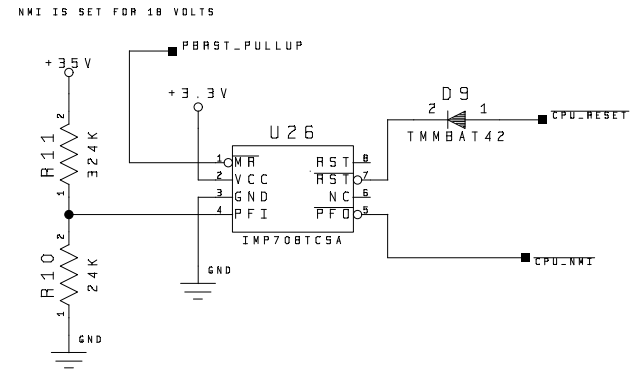 NMI IS SET FOR 18 VOLTS
PBRST_PULLUP
+35V
+3.3V
D9
2 1
CPU_RESET
TMMBAT42
U26
R11
324K
2
1
1 MR RST 8
2 VCC RST 7
3 GND NC 6
4 PFI PFO 5
IMP708TCSA
R10
24K
2
1
GND
CPU_NMI
GND